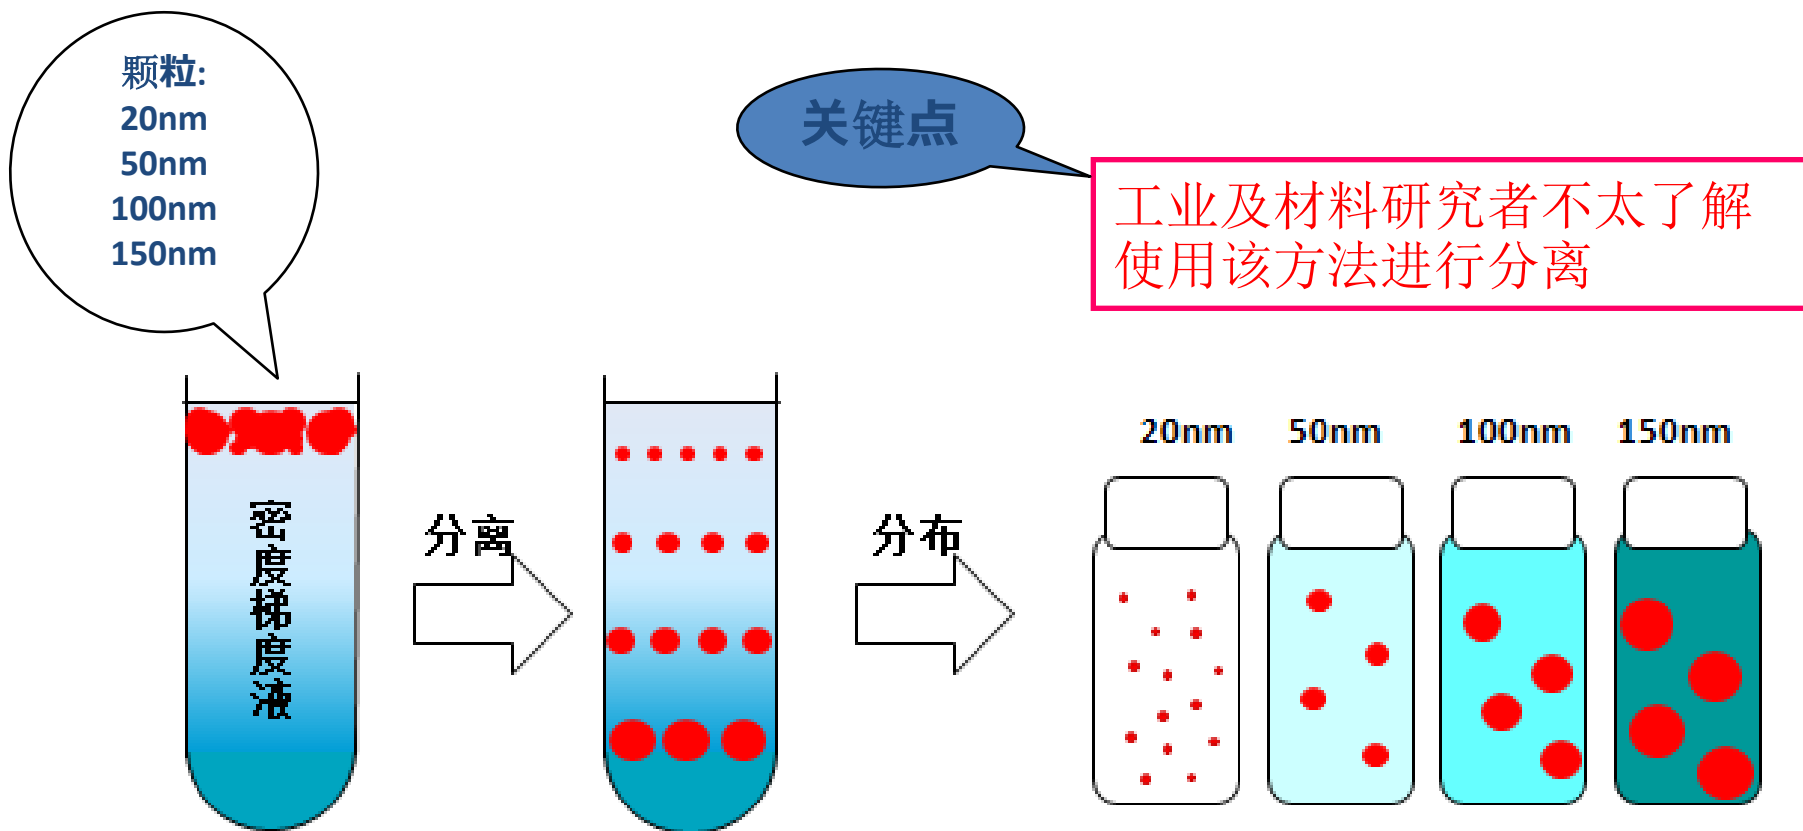 颗粒:
20nm
50nm
100nm
150nm
关键点
工业及材料研究者不太了解
使用该方法进行分离
密度梯度液
分离
分布
20nm
50nm
100nm
150nm